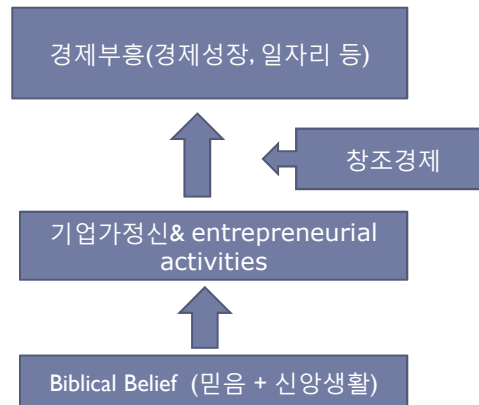 경제부흥(경제성장, 일자리 등)
창조경제
기업가정신& entrepreneurial
activities
Biblical Belief (믿음 + 신앙생활)